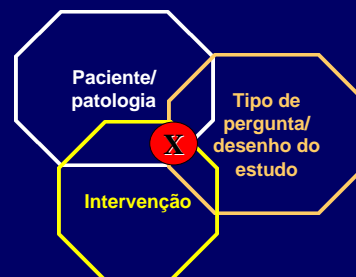 Paciente/
patologia
Tipo de
pergunta/
desenho do
estudo
X
Intervenção